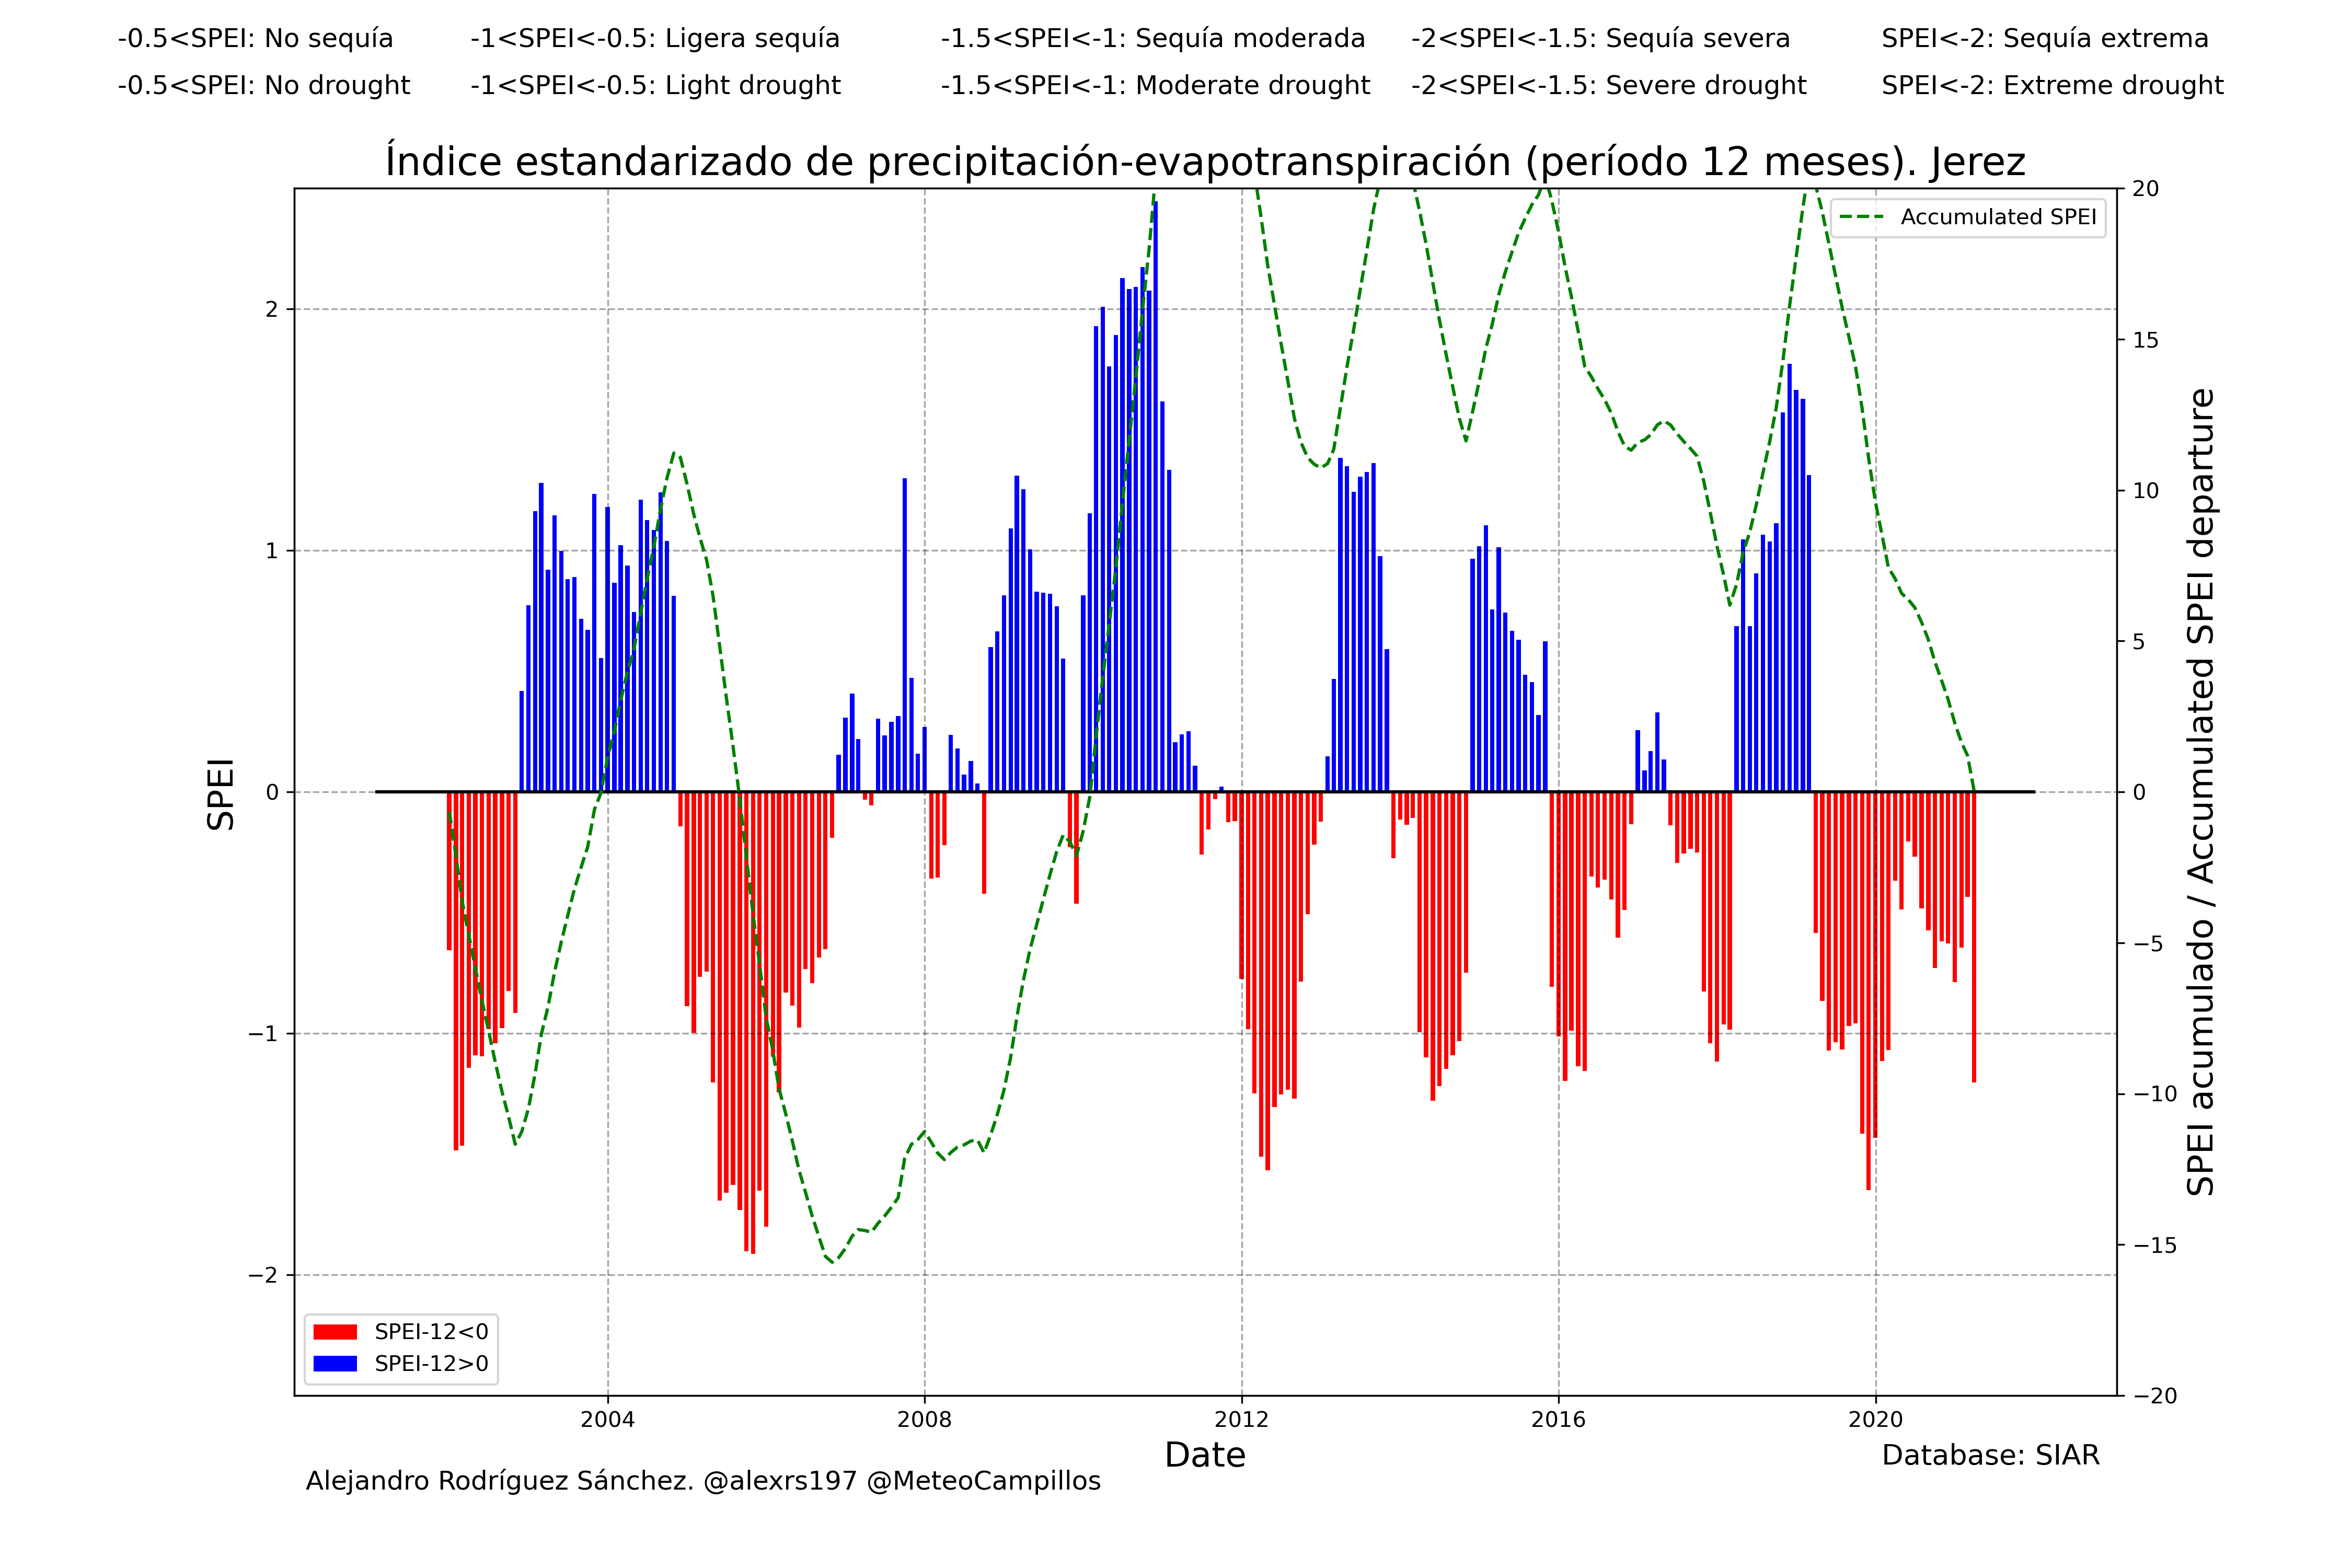 -0.5<SPEI: No sequía -1<SPEI<-0.5: Ligera sequía -1.5<SPEI<-1: Sequía moderada -2<SPEI<-1.5: Sequía severa SPEI<-2: Sequía extrema
-0.5<SPEI: No drought -1<SPEI<-0.5: Light drought -1.5<SPEI<-1: Moderate drought -2<SPEI<-1.5: Severe drought SPEI<-2: Extreme drought
Índice estandarizado de precipitación-evapotranspiración (período 12 meses). Jerez
Accumulated SPEI
SPEI
2
1
0
−1
−2
20
15
10
5
0
−5
−10
−15
−20
SPEI acumulado / Accumulated SPEI departure
SPEI-12<0
SPEI-12>0
2004 2008 2012 2016 2020
Date
Database: SIAR
Alejandro Rodríguez Sánchez. @alexrs197 @MeteoCampillos